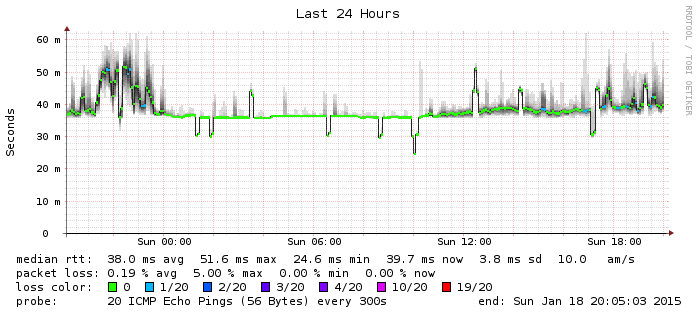 Last 24 Hours
RRDTOOL / TOBI OETIKER
Seconds
60 m
50 m
40 m
30 m
20 m
10 m
0
Sun 00:00 Sun 06:00 Sun 12:00 Sun 18:00
median rtt: 38.0 ms avg 51.6 ms max 24.6 ms min 39.7 ms now 3.8 ms sd 10.0 am/s
packet loss: 0.19 % avg 5.00 % max 0.00 % min 0.00 % now
loss color: 0 1/20 2/20 3/20 4/20 10/20 19/20
probe: 20 ICMP Echo Pings (56 Bytes) every 300s end: Sun Jan 18 20:05:03 2015